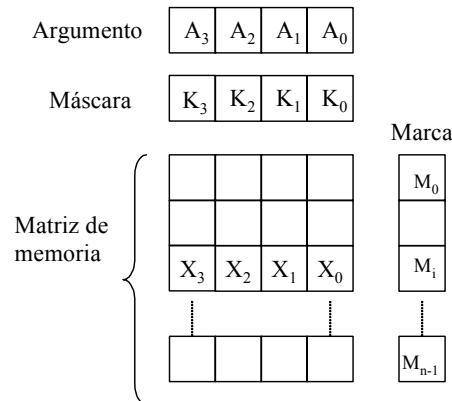 Argumento A₃ A₂ A₁ A₀
Máscara K₃ K₂ K₁ K₀
Marca
M₀
Matriz de
memoria
X₃ X₂ X₁ X₀ Mᵢ
Mₙ₋₁